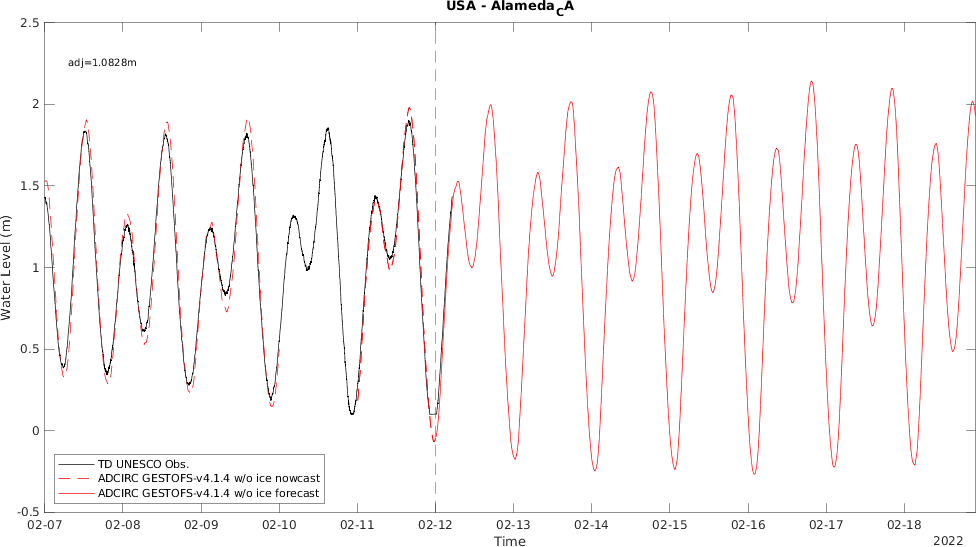 USA - Alameda_CA
2.5
adj=1.0828m
2
1.5
1
0.5
0
-0.5
Water Level (m)
TD UNESCO Obs.
ADCIRC GESTOFS-v4.1.4 w/o ice nowcast
ADCIRC GESTOFS-v4.1.4 w/o ice forecast
02-07 02-08 02-09 02-10 02-11 02-12 02-13 02-14 02-15 02-16 02-17 02-18
Time
2022